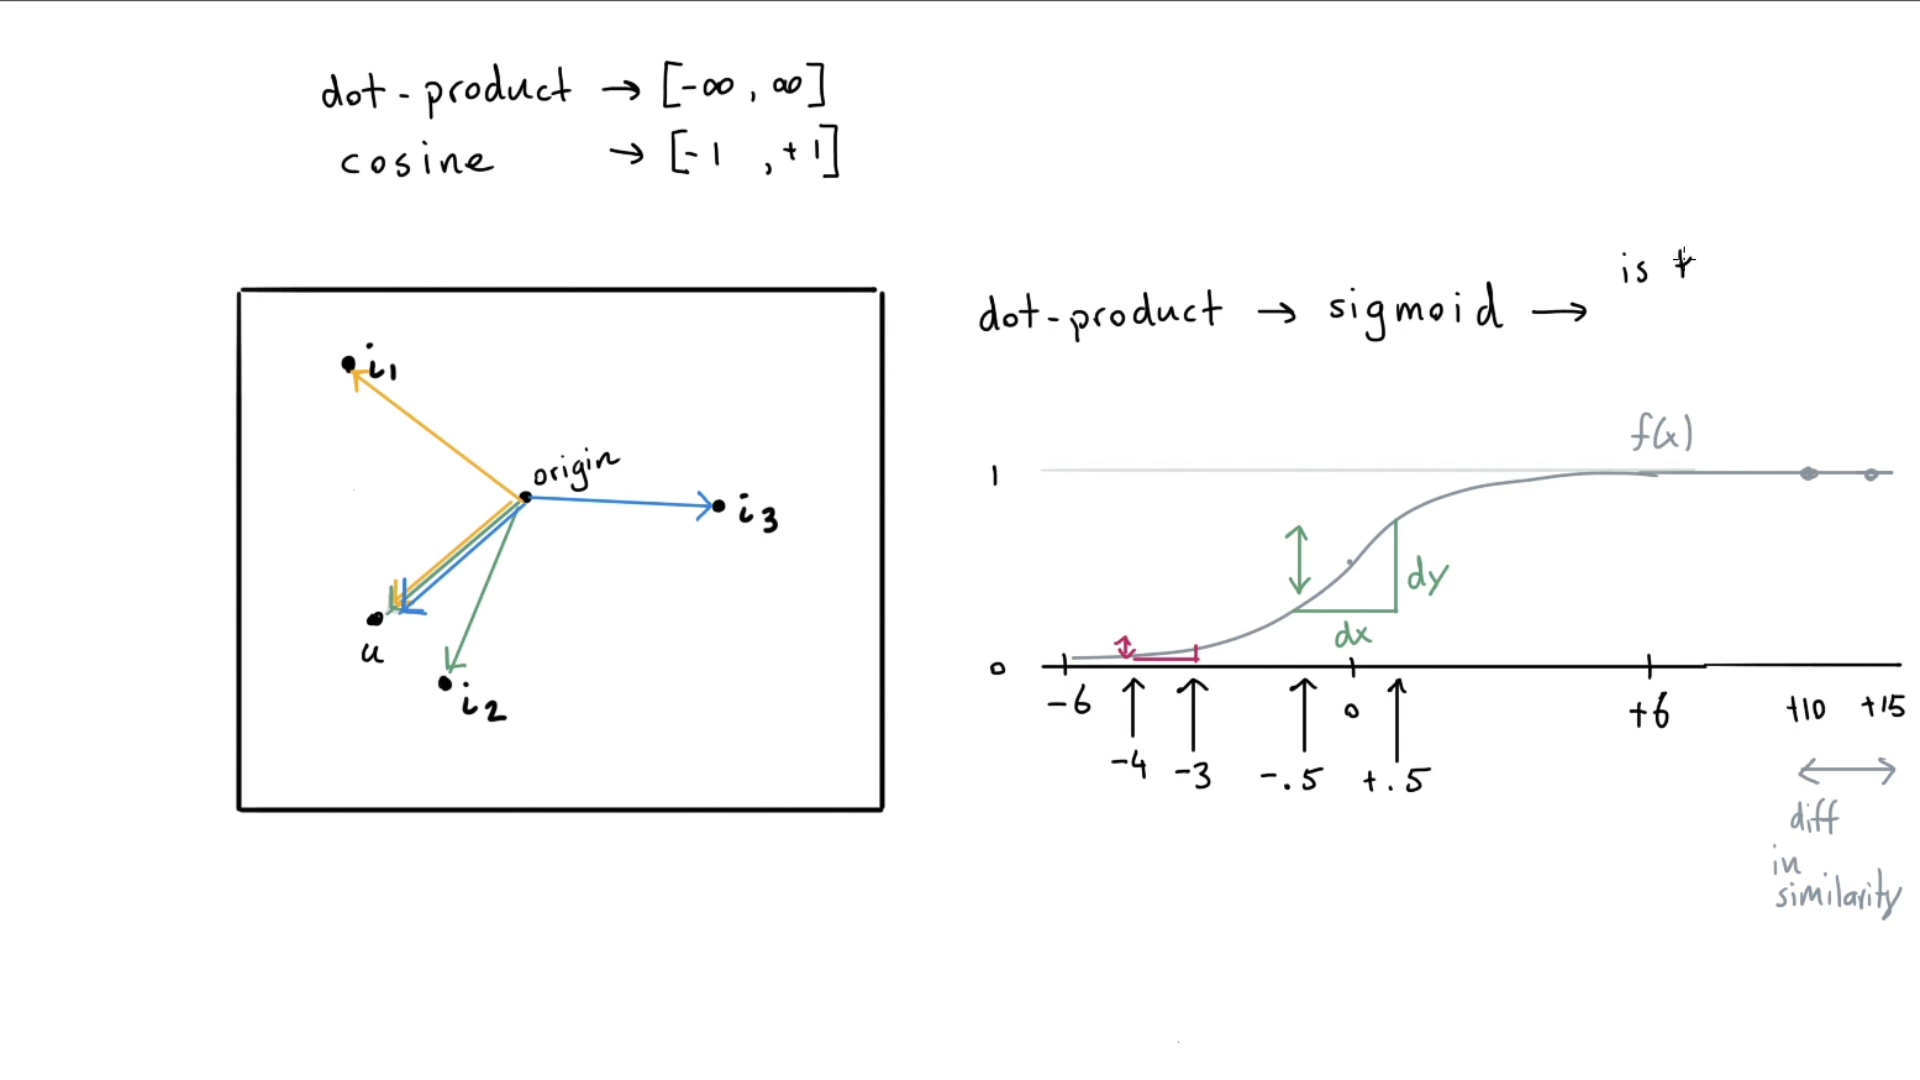 dot-product → [-∞, ∞]
cosine → [-1 , +1]
is
dot-product → sigmoid →
i1
origin
i3
u
i2
f(x)
1
dy
dx
0
-6
0
+6
+10
+15
-4
-3
-.5
+.5
diff
in
similarity